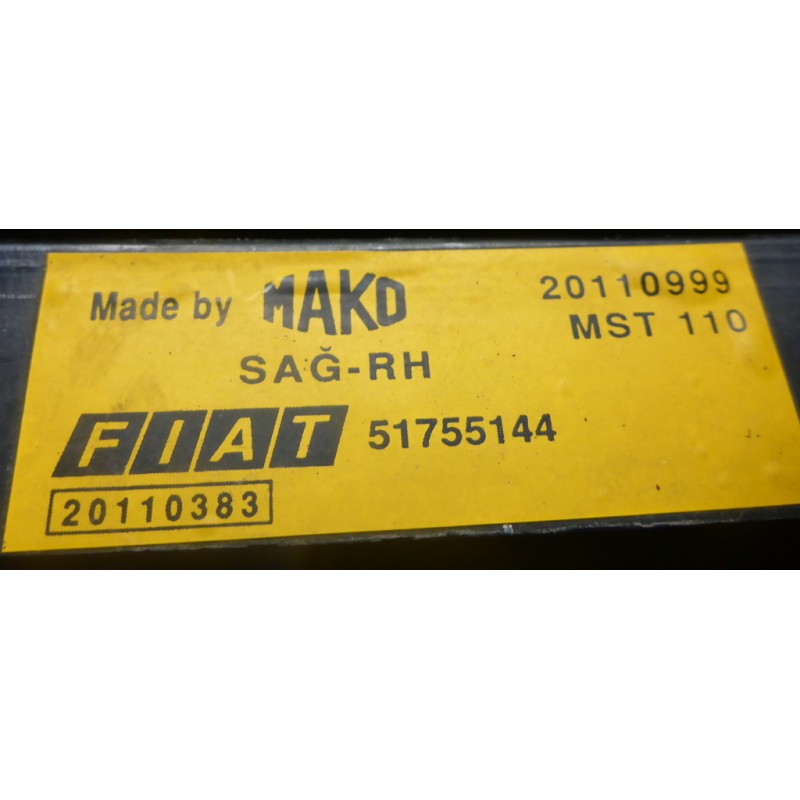 Made by MAKO 20110999
MST 110
SAĞ-RH
FIAT 51755144
20110383